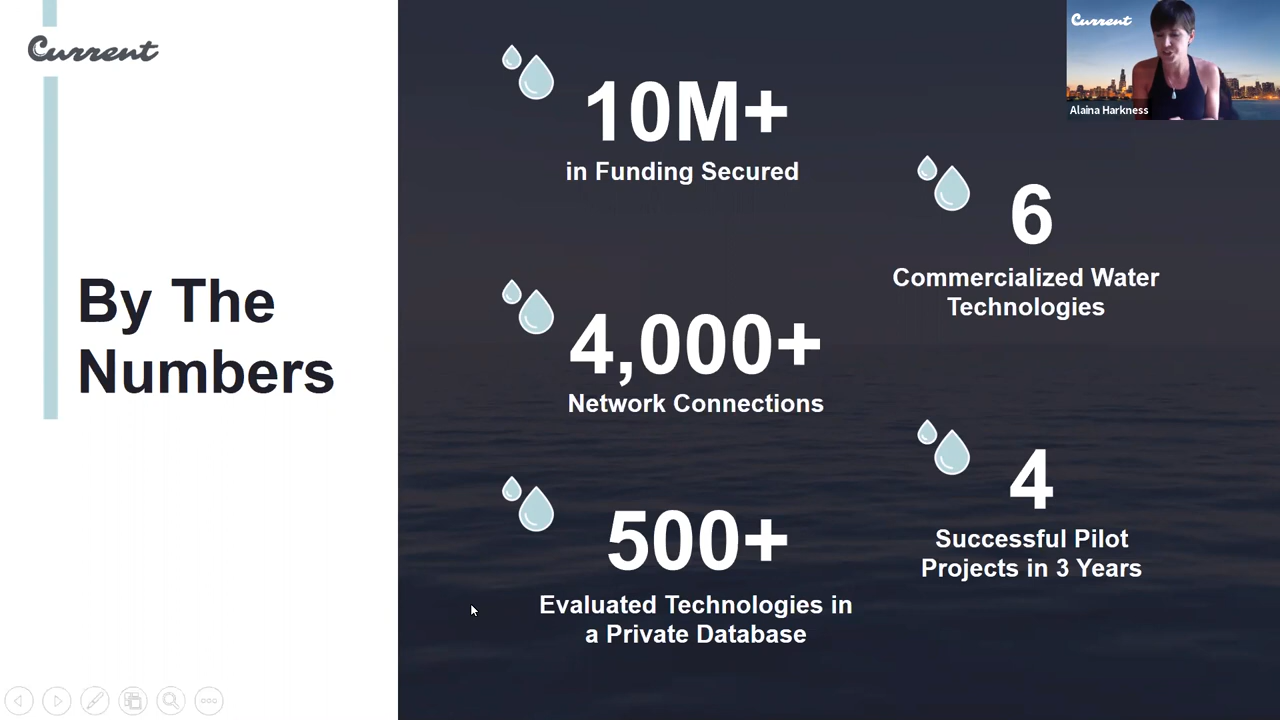 Current
By The
Numbers
10M+
in Funding Secured
4,000+
Network Connections
500+
Evaluated Technologies in
a Private Database
6
Commercialized Water
Technologies
4
Successful Pilot
Projects in 3 Years
Current
Alaina Harkness